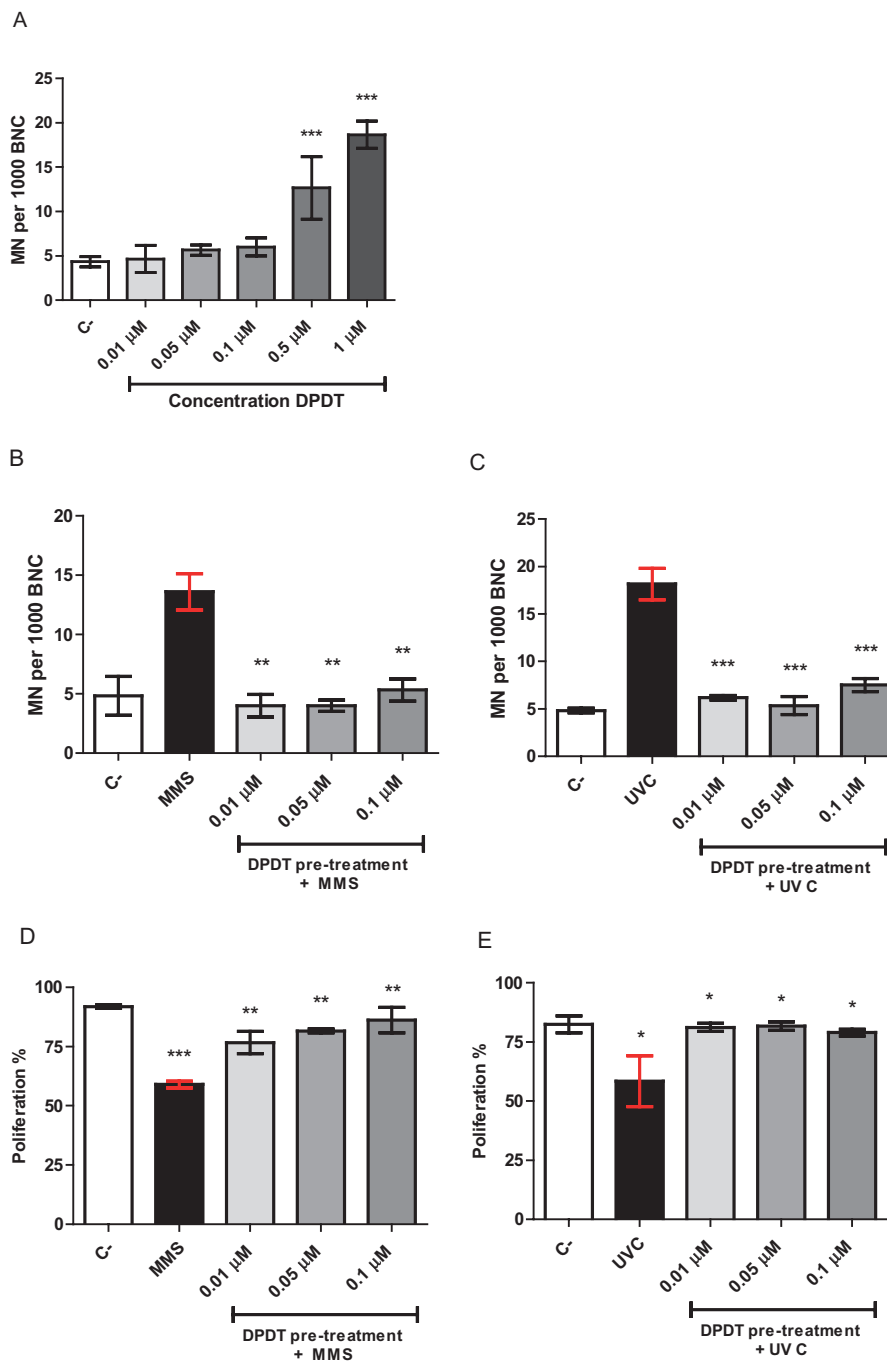 A
MN per 1000 BNC
25
20
15
10
5
0
*** ***
C- 0.01 μM 0.05 μM 0.1 μM 0.5 μM 1 μM
Concentration DPDT
B
MN per 1000 BNC
20
15
10
5
0
** ** **
C- MMS 0.01 μM 0.05 μM 0.1 μM
DPDT pre-treatment
+ MMS
C
MN per 1000 BNC
25
20
15
10
5
0
*** *** ***
C- UVC 0.01 μM 0.05 μM 0.1 μM
DPDT pre-treatment
+ UV C
D
Poliferation %
100
75
50
25
0
*** ** ** **
C- MMS 0.01 μM 0.05 μM 0.1 μM
DPDT pre-treatment
+ MMS
E
Poliferation %
100
75
50
25
0
* * * *
C- UVC 0.01 μM 0.05 μM 0.1 μM
DPDT pre-treatment
+ UV C